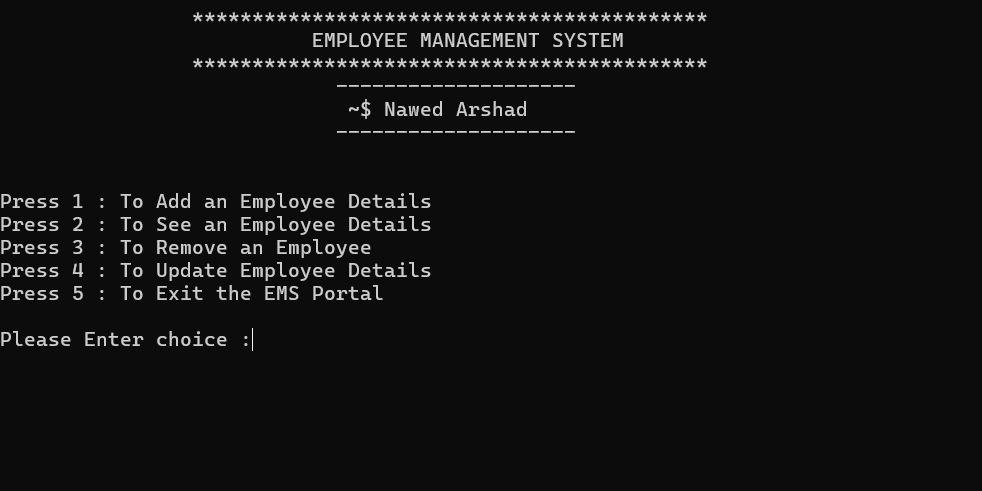 *******************************************
EMPLOYEE MANAGEMENT SYSTEM
*******************************************
--------------------
~$ Nawed Arshad
--------------------
Press 1 : To Add an Employee Details
Press 2 : To See an Employee Details
Press 3 : To Remove an Employee
Press 4 : To Update Employee Details
Press 5 : To Exit the EMS Portal
Please Enter choice :